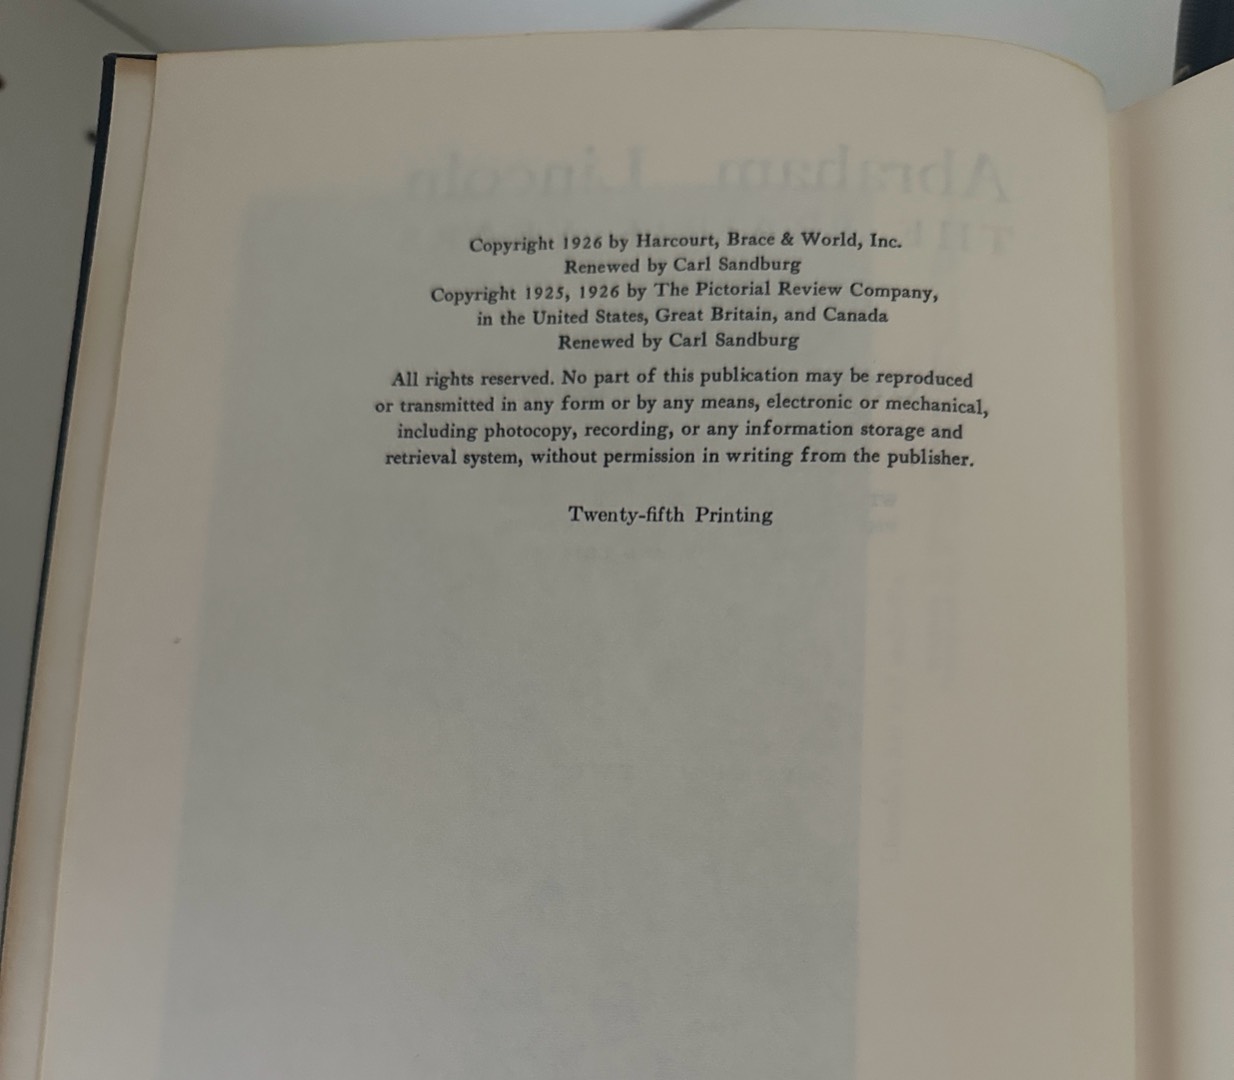 Abraham Lincoln
Copyright 1926 by Harcourt, Brace & World, Inc.
Renewed by Carl Sandburg
Copyright 1925, 1926 by The Pictorial Review Company,
in the United States, Great Britain, and Canada
Renewed by Carl Sandburg
All rights reserved. No part of this publication may be reproduced
or transmitted in any form or by any means, electronic or mechanical,
including photocopy, recording, or any information storage and
retrieval system, without permission in writing from the publisher.
Twenty-fifth Printing